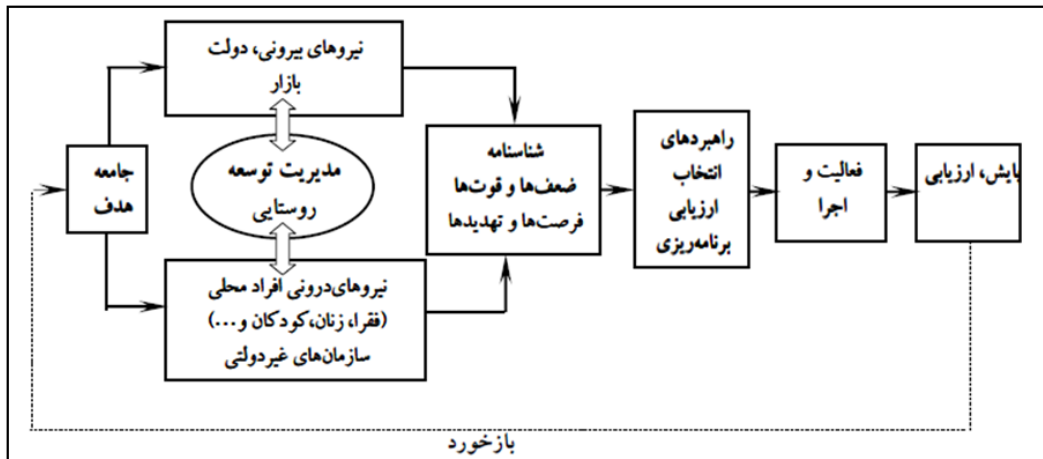 جامعه
هدف
نیروهای بیرونی، دولت
بازار
مدیریت توسعه
روستایی
نیروهای‌درونی افراد محلی
(فقرا، زنان،کودکان و...)
سازمان‌های غیردولتی
شناسنامه
ضعف‌ها و قوت‌ها
فرصت‌ها و تهدیدها
راهبردهای
انتخاب
ارزیابی
برنامه‌ریزی
فعالیت و
اجرا
پایش، ارزیابی
بازخورد